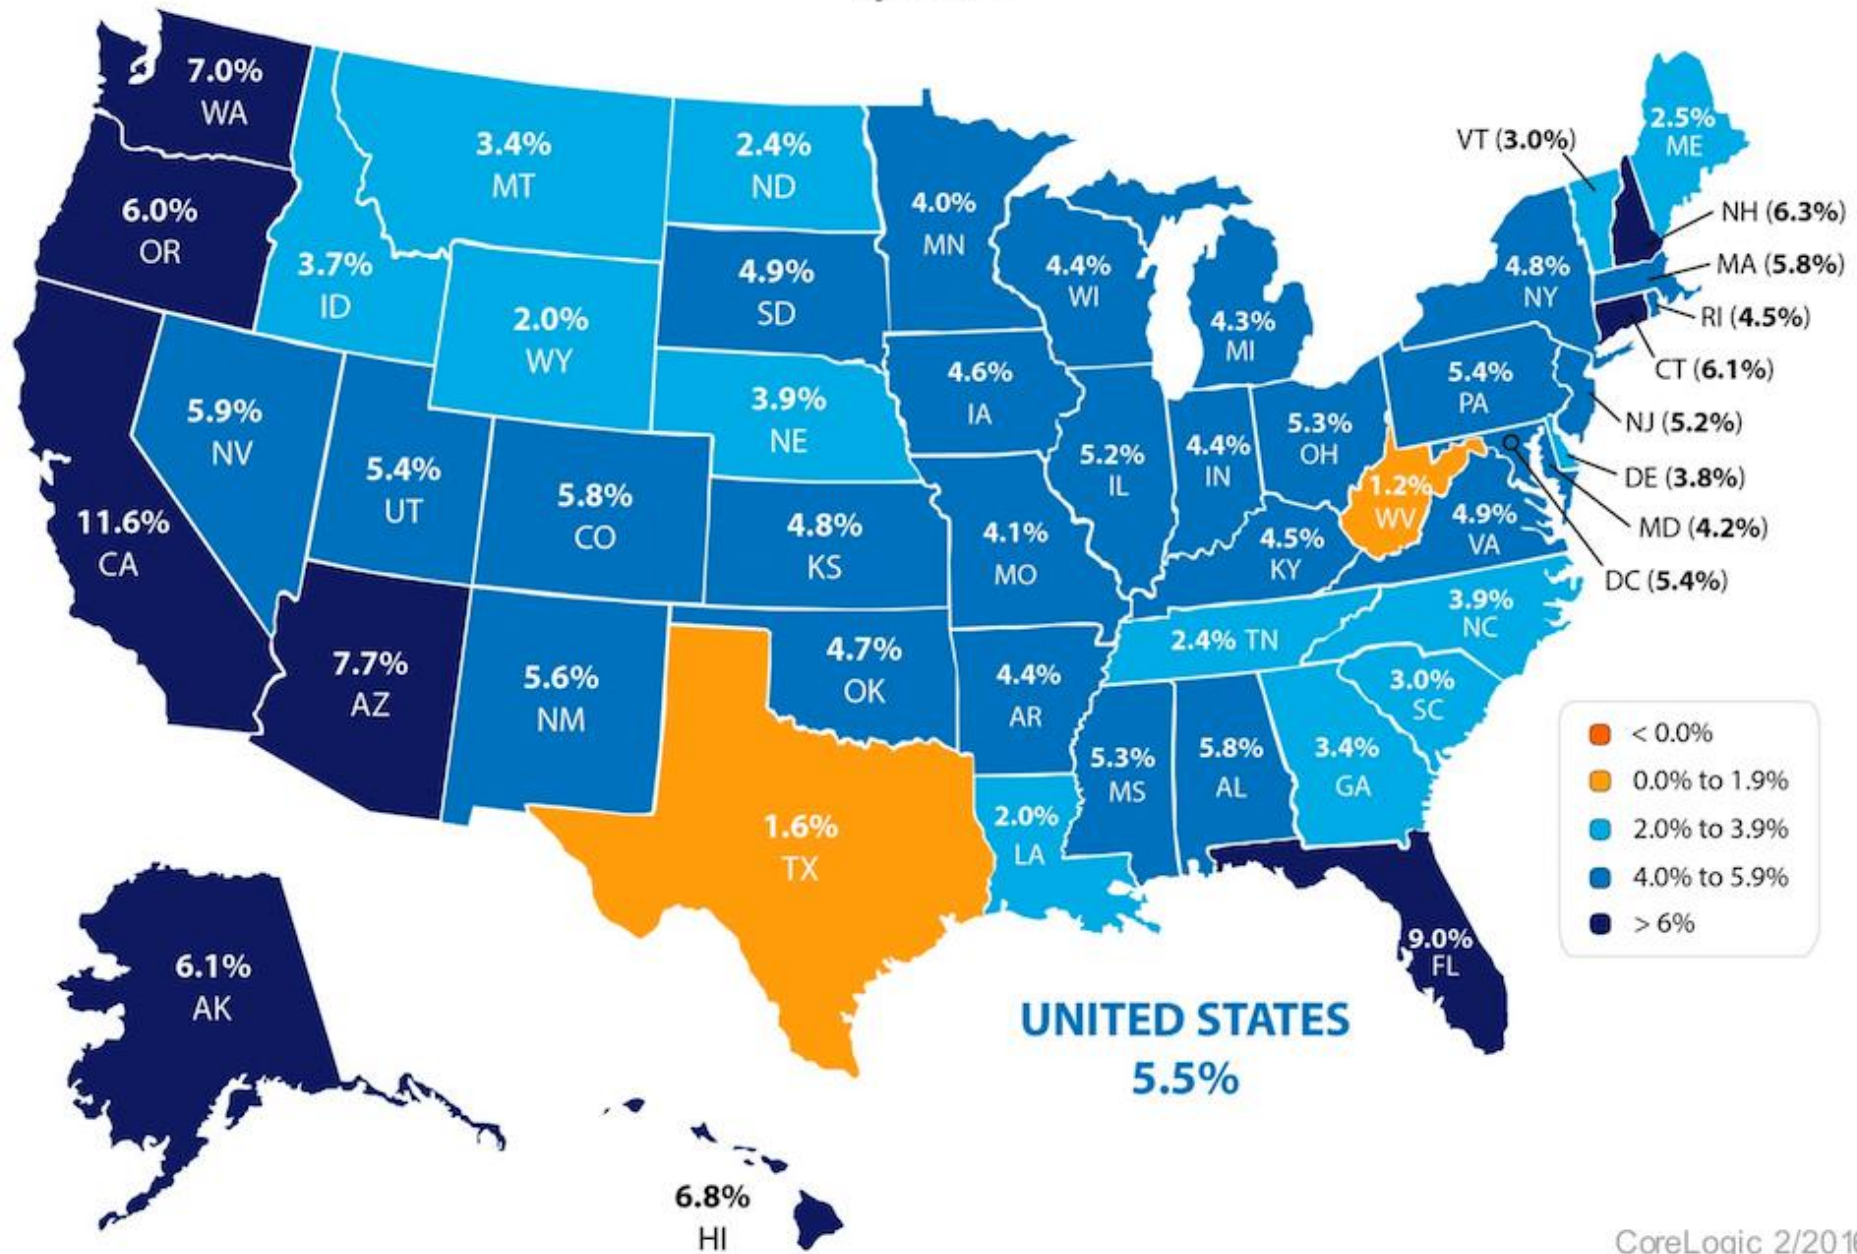 7.0%
WA
6.0%
OR
3.4%
MT
2.4%
ND
3.7%
ID
2.0%
WY
4.9%
SD
4.0%
MN
4.4%
WI
4.3%
MI
VT (3.0%)
2.5%
ME
NH (6.3%)
MA (5.8%)
4.8%
NY
RI (4.5%)
CT (6.1%)
5.4%
PA
NJ (5.2%)
DE (3.8%)
MD (4.2%)
DC (5.4%)
5.9%
NV
5.4%
UT
5.8%
CO
3.9%
NE
4.6%
IA
5.2%
IL
4.4%
IN
5.3%
OH
1.2%
WV
4.9%
VA
11.6%
CA
4.8%
KS
4.1%
MO
4.5%
KY
3.9%
NC
2.4% TN
3.0%
SC
7.7%
AZ
5.6%
NM
4.7%
OK
4.4%
AR
5.3%
MS
5.8%
AL
3.4%
GA
1.6%
TX
2.0%
LA
9.0%
FL
6.1%
AK
6.8%
HI
< 0.0%
0.0% to 1.9%
2.0% to 3.9%
4.0% to 5.9%
> 6%
UNITED STATES
5.5%
CoreLogic 2/2016